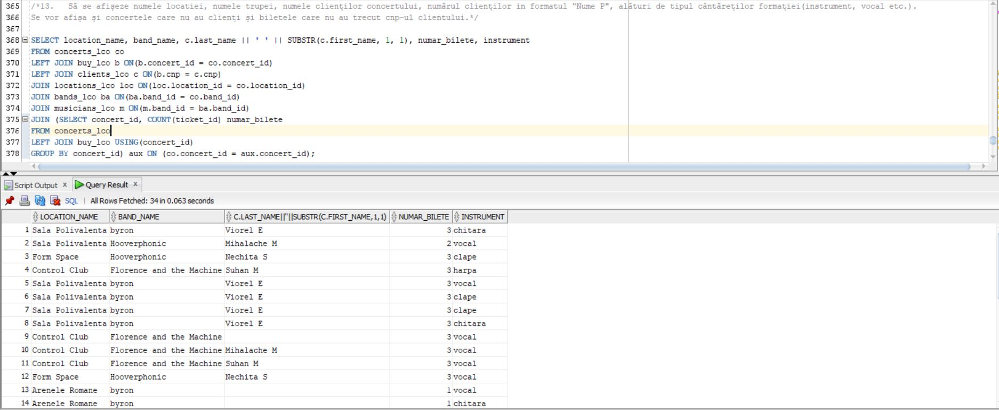 365 /*13. Să se afișeze numele locatiei, numele trupei, numele clienților concertului, numărul clienților in formatul "Nume P", alături de tipul cântăreților formației(instrument, vocal etc.).
366 Se vor afișa și concertele care nu au clienți și biletele care nu au trecut cnp-ul clientului.*/
367
368 SELECT location_name, band_name, c.last_name || ' ' || SUBSTR(c.first_name, 1, 1), numar_bilete, instrument
369 FROM concerts_lco co
370 LEFT JOIN buy_lco b ON(b.concert_id = co.concert_id)
371 LEFT JOIN clients_lco c ON(b.cnp = c.cnp)
372 JOIN locations_lco loc ON(loc.location_id = co.location_id)
373 JOIN bands_lco ba ON(ba.band_id = co.band_id)
374 JOIN musicians_lco m ON(m.band_id = ba.band_id)
375 JOIN (SELECT concert_id, COUNT(ticket_id) numar_bilete
376 FROM concerts_lco
377 LEFT JOIN buy_lco USING(concert_id)
378 GROUP BY concert_id) aux ON (co.concert_id = aux.concert_id);
Script Output x Query Result x
SQL | All Rows Fetched: 34 in 0.063 seconds
LOCATION_NAME BAND_NAME C.LAST_NAME||''||SUBSTR(C.FIRST_NAME,1,1) NUMAR_BILETE INSTRUMENT
1 Sala Polivalenta byron Viorel E 3 chitara
2 Sala Polivalenta Hooverphonic Mihalache M 2 vocal
3 Form Space Hooverphonic Nechita S 3 clape
4 Control Club Florence and the Machine Suhan M 3 harpa
5 Sala Polivalenta byron Viorel E 3 vocal
6 Sala Polivalenta byron Viorel E 3 clape
7 Sala Polivalenta byron Viorel E 3 clape
8 Sala Polivalenta byron Viorel E 3 chitara
9 Control Club Florence and the Machine 3 vocal
10 Control Club Florence and the Machine Mihalache M 3 vocal
11 Control Club Florence and the Machine Suhan M 3 vocal
12 Form Space Hooverphonic Nechita S 3 vocal
13 Arenele Romane byron 1 vocal
14 Arenele Romane byron 1 chitara